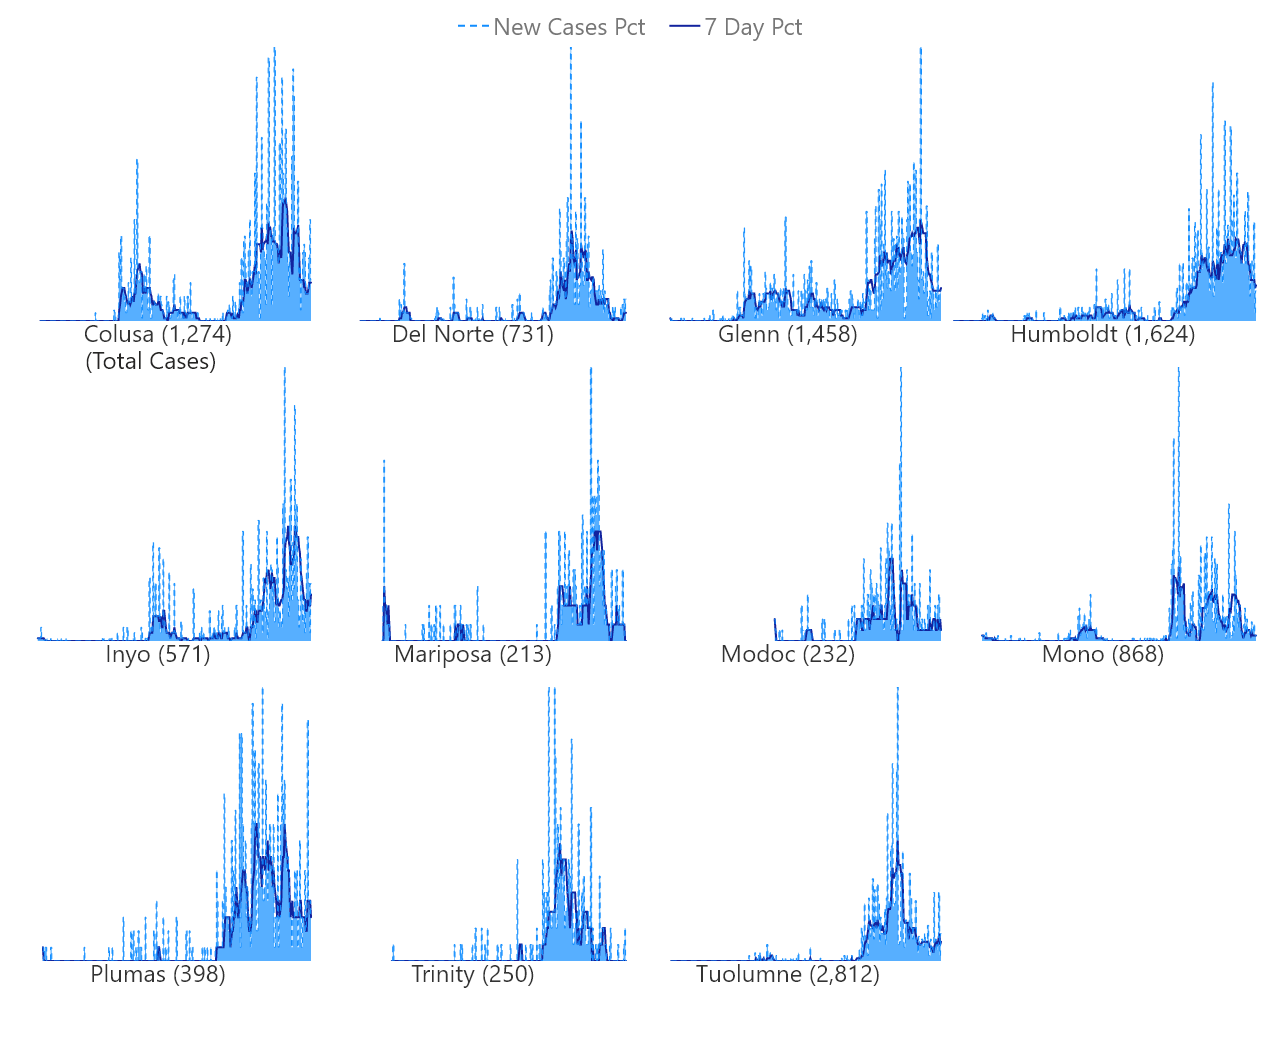 New Cases Pct 7 Day Pct
Colusa (1,274) Del Norte (731) Glenn (1,458) Humboldt (1,624)
(Total Cases)
Inyo (571) Mariposa (213) Modoc (232) Mono (868)
Plumas (398) Trinity (250) Tuolumne (2,812)